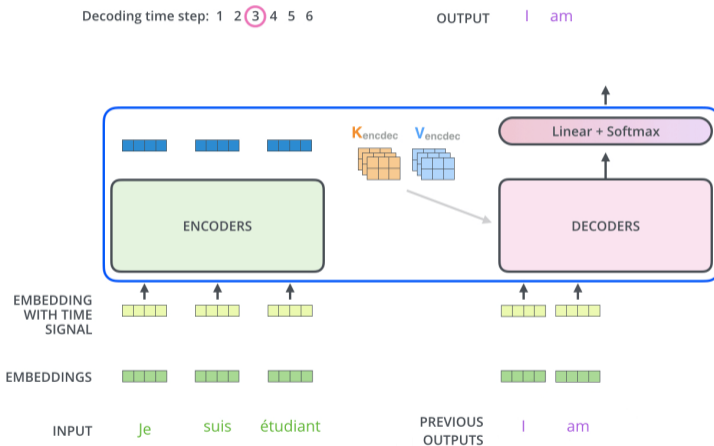 Decoding time step: 1 2 3 4 5 6
OUTPUT I am
Kencdec Vencdec
Linear + Softmax
ENCODERS
DECODERS
EMBEDDING
WITH TIME
SIGNAL
EMBEDDINGS
INPUT Je suis étudiant
PREVIOUS
OUTPUTS
I am